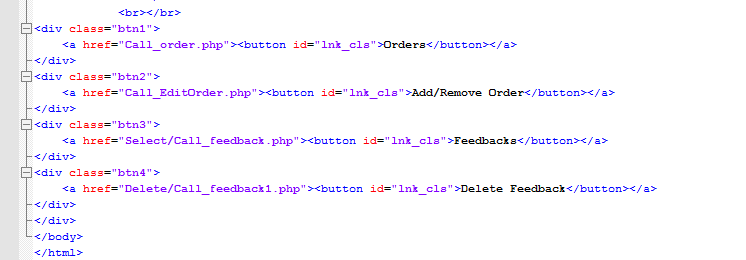 <br></br>
<div class="btn1">
<a href="Call_order.php"><button id="lnk_cls">Orders</button></a>
</div>
<div class="btn2">
<a href="Call_EditOrder.php"><button id="lnk_cls">Add/Remove Order</button></a>
</div>
<div class="btn3">
<a href="Select/Call_feedback.php"><button id="lnk_cls">Feedbacks</button></a>
</div>
<div class="btn4">
<a href="Delete/Call_feedback1.php"><button id="lnk_cls">Delete Feedback</button></a>
</div>
</div>
</body>
</html>